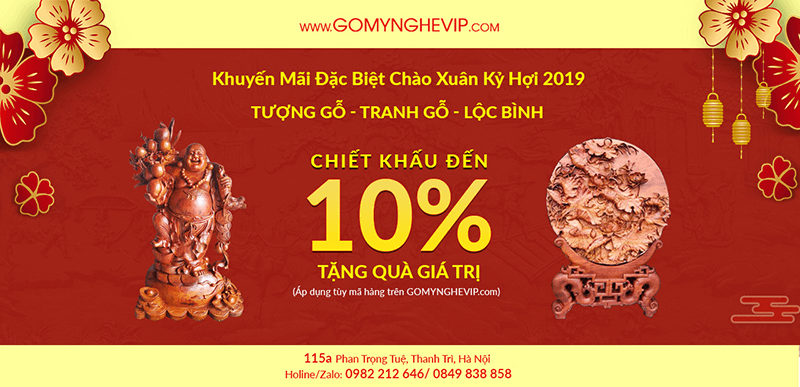 WWW.GOMYNGHEVIP.COM
Khuyến Mãi Đặc Biệt Chào Xuân Kỷ Hợi 2019
TƯỢNG GỖ - TRANH GỖ - LỘC BÌNH
CHIẾT KHẤU ĐẾN
10%
TẶNG QUÀ GIÁ TRỊ
(Áp dụng tùy mã hàng trên GOMYNGHEVIP.com)
115a Phan Trọng Tuệ, Thanh Trì, Hà Nội
Holine/Zalo: 0982 212 646/ 0849 838 858